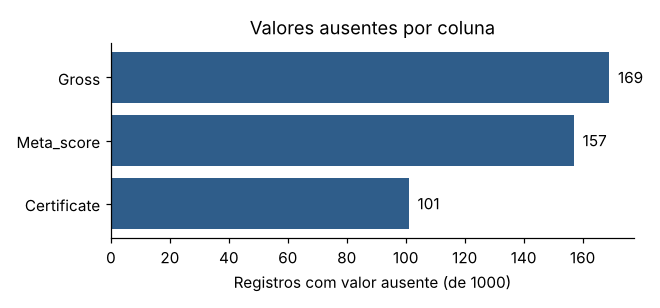 Valores ausentes por coluna
Gross 169
Meta_score 157
Certificate 101
0 20 40 60 80 100 120 140 160
Registros com valor ausente (de 1000)